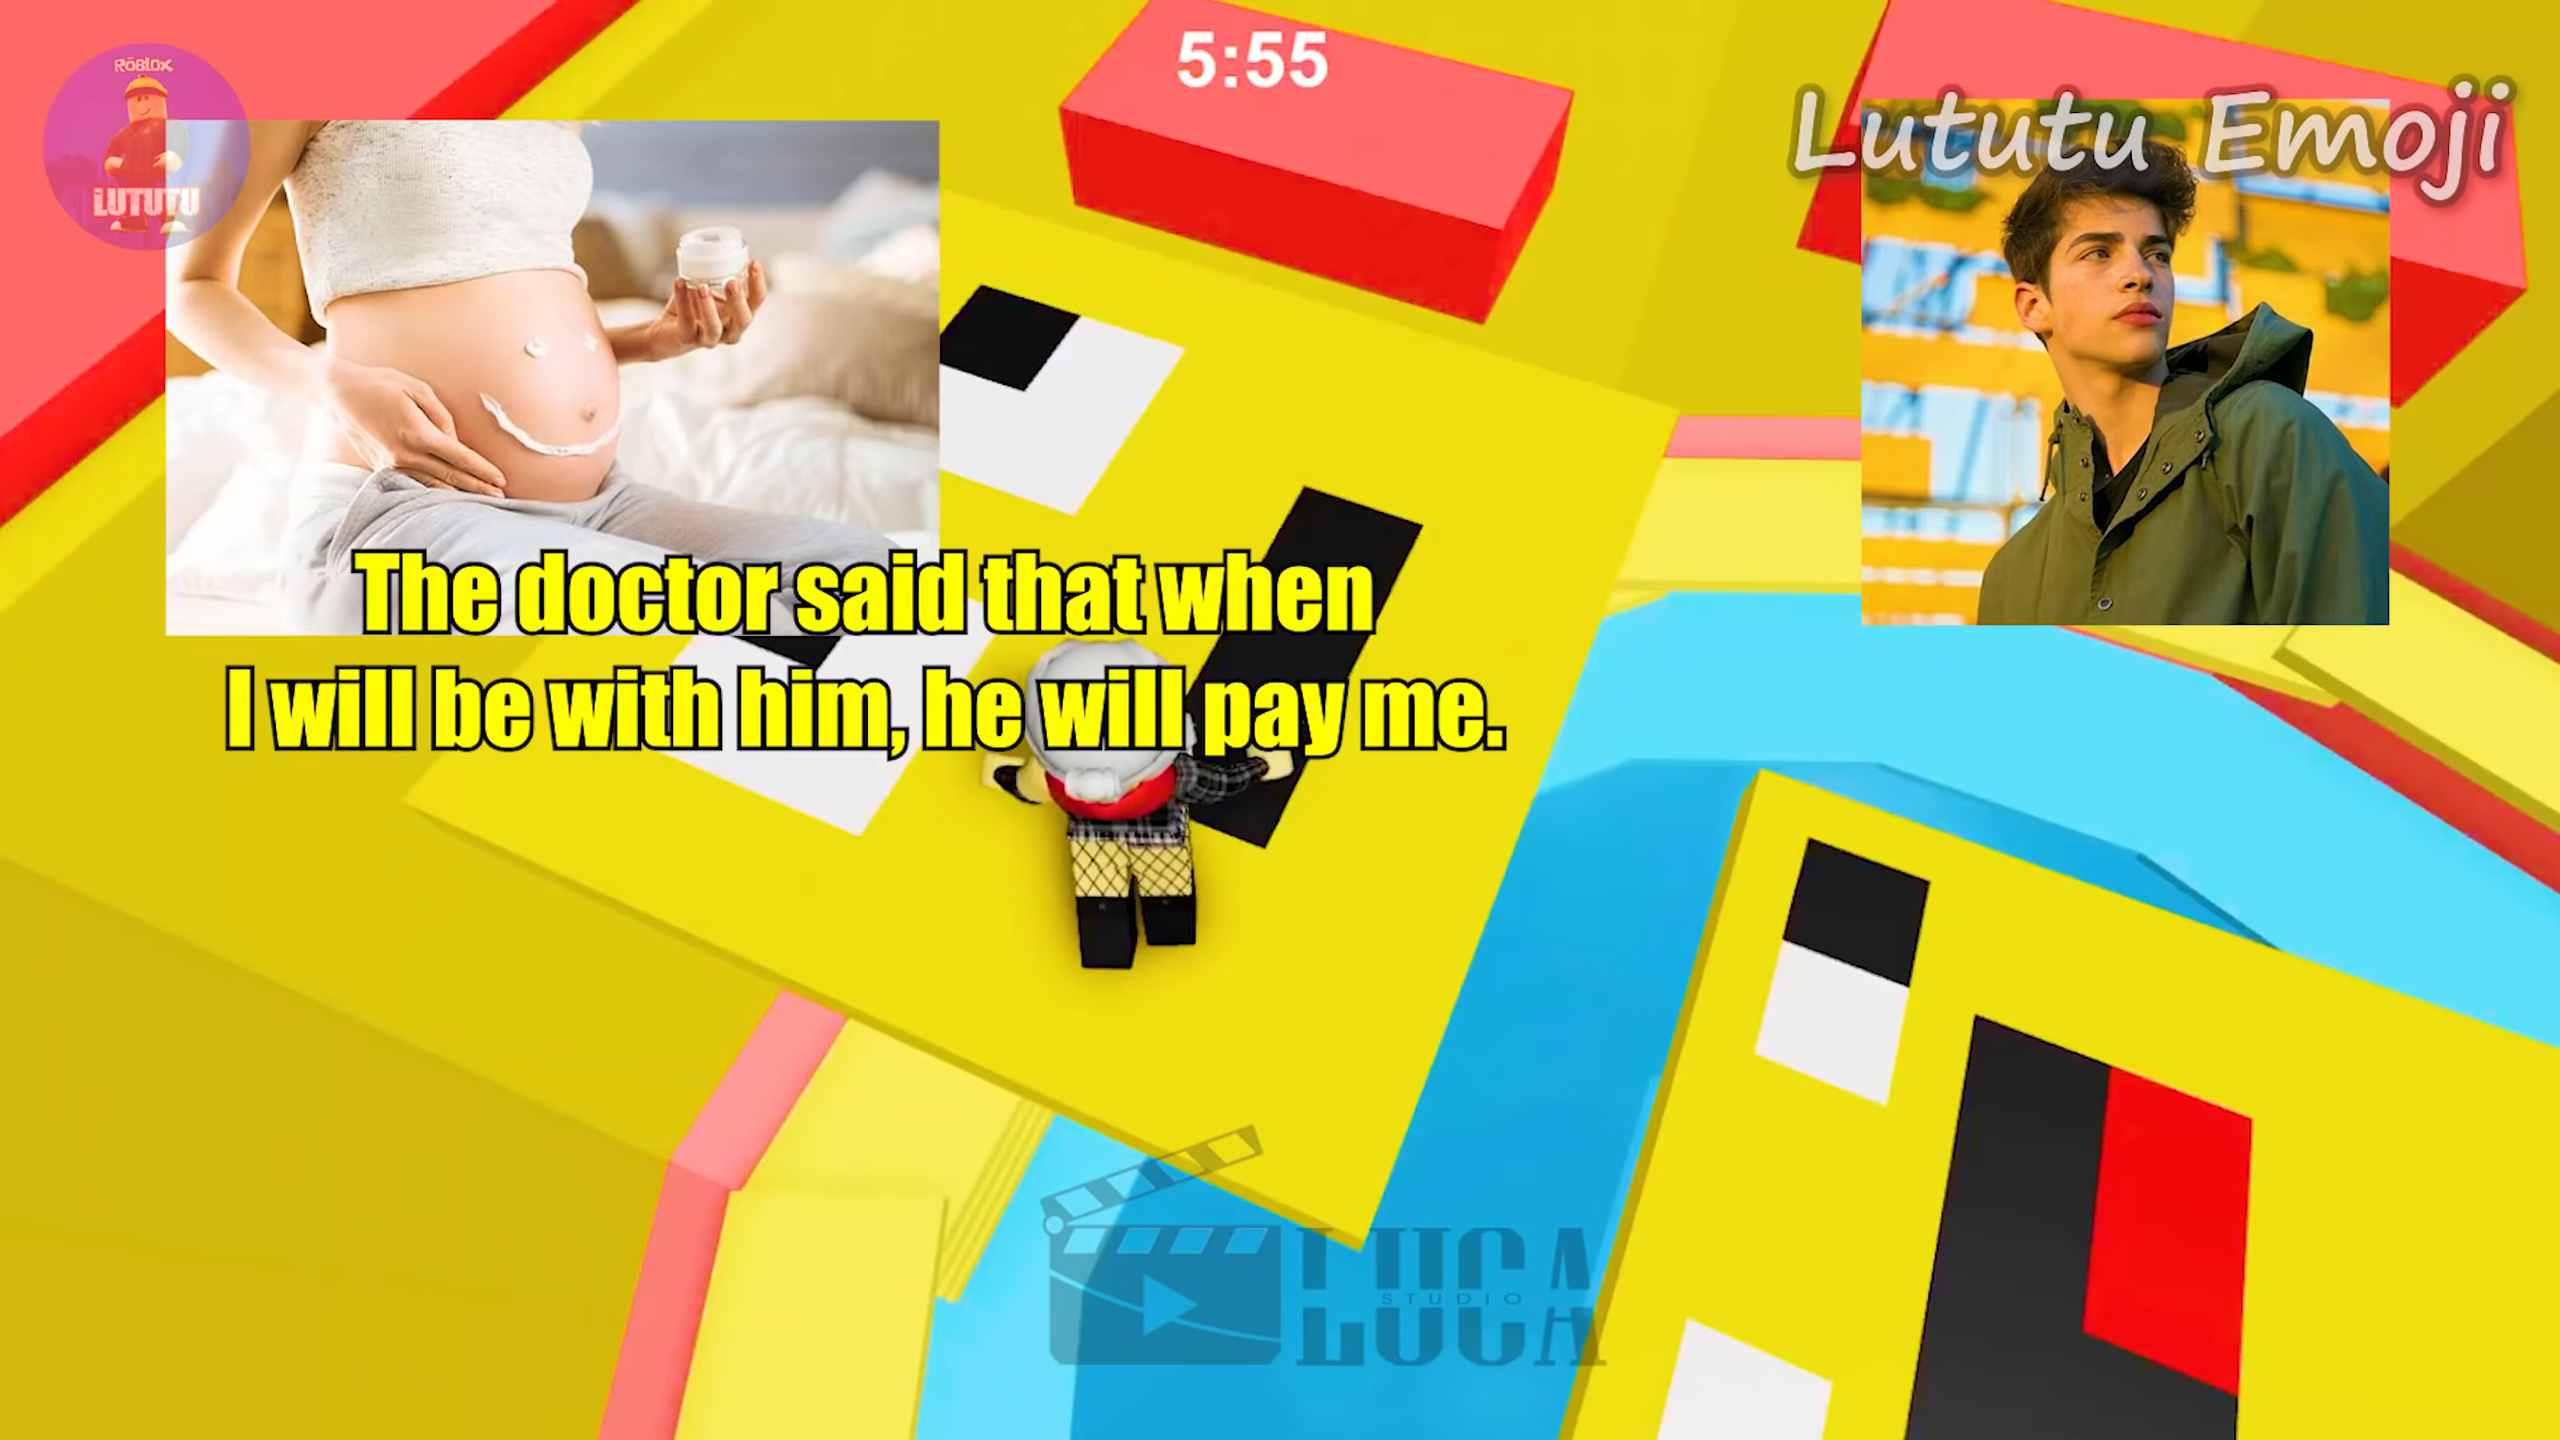 ROBLOX
LUTUTU
5:55
Lututu Emoji
The doctor said that when
I will be with him, he will pay me.
LUCA
STUDIO